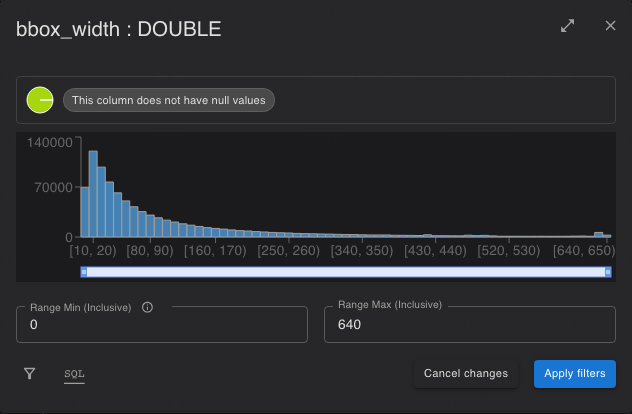 bbox_width : DOUBLE
This column does not have null values
140000
70000
0
[10, 20) [80, 90) [160, 170) [250, 260) [340, 350) [430, 440) [520, 530) [640, 650)
Range Min (Inclusive)
0
Range Max (Inclusive)
640
SQL
Cancel changes
Apply filters